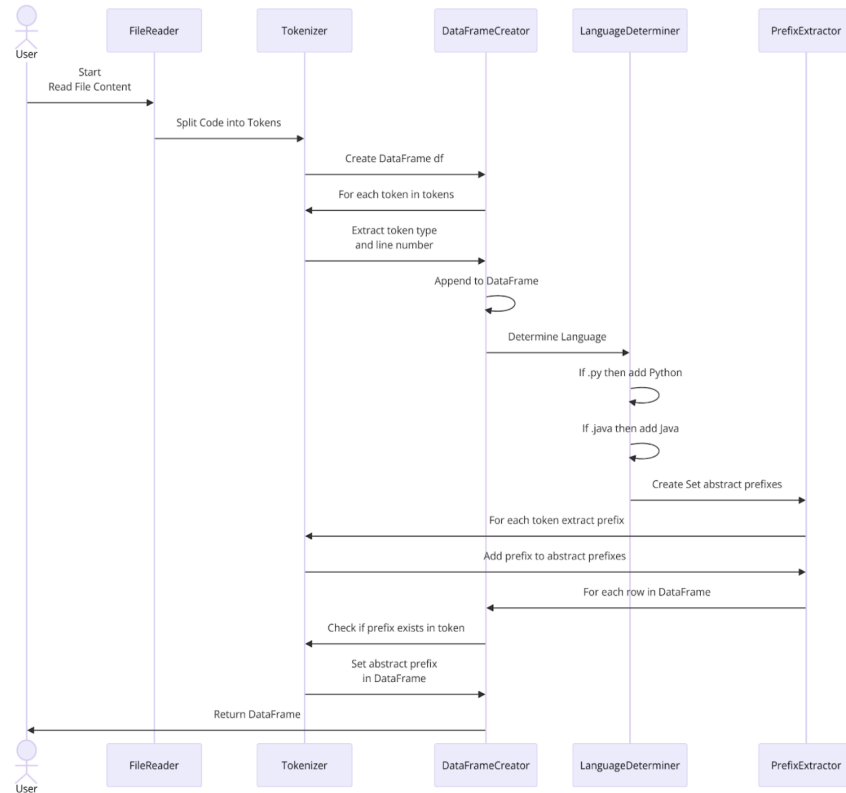 FileReader
Tokenizer
DataFrameCreator
LanguageDeterminer
PrefixExtractor
User
Start
Read File Content
Split Code into Tokens
Create DataFrame df
For each token in tokens
Extract token type
and line number
Append to DataFrame
Determine Language
If .py then add Python
If .java then add Java
Create Set abstract prefixes
For each token extract prefix
Add prefix to abstract prefixes
For each row in DataFrame
Check if prefix exists in token
Set abstract prefix
in DataFrame
Return DataFrame
FileReader
Tokenizer
DataFrameCreator
LanguageDeterminer
PrefixExtractor
User